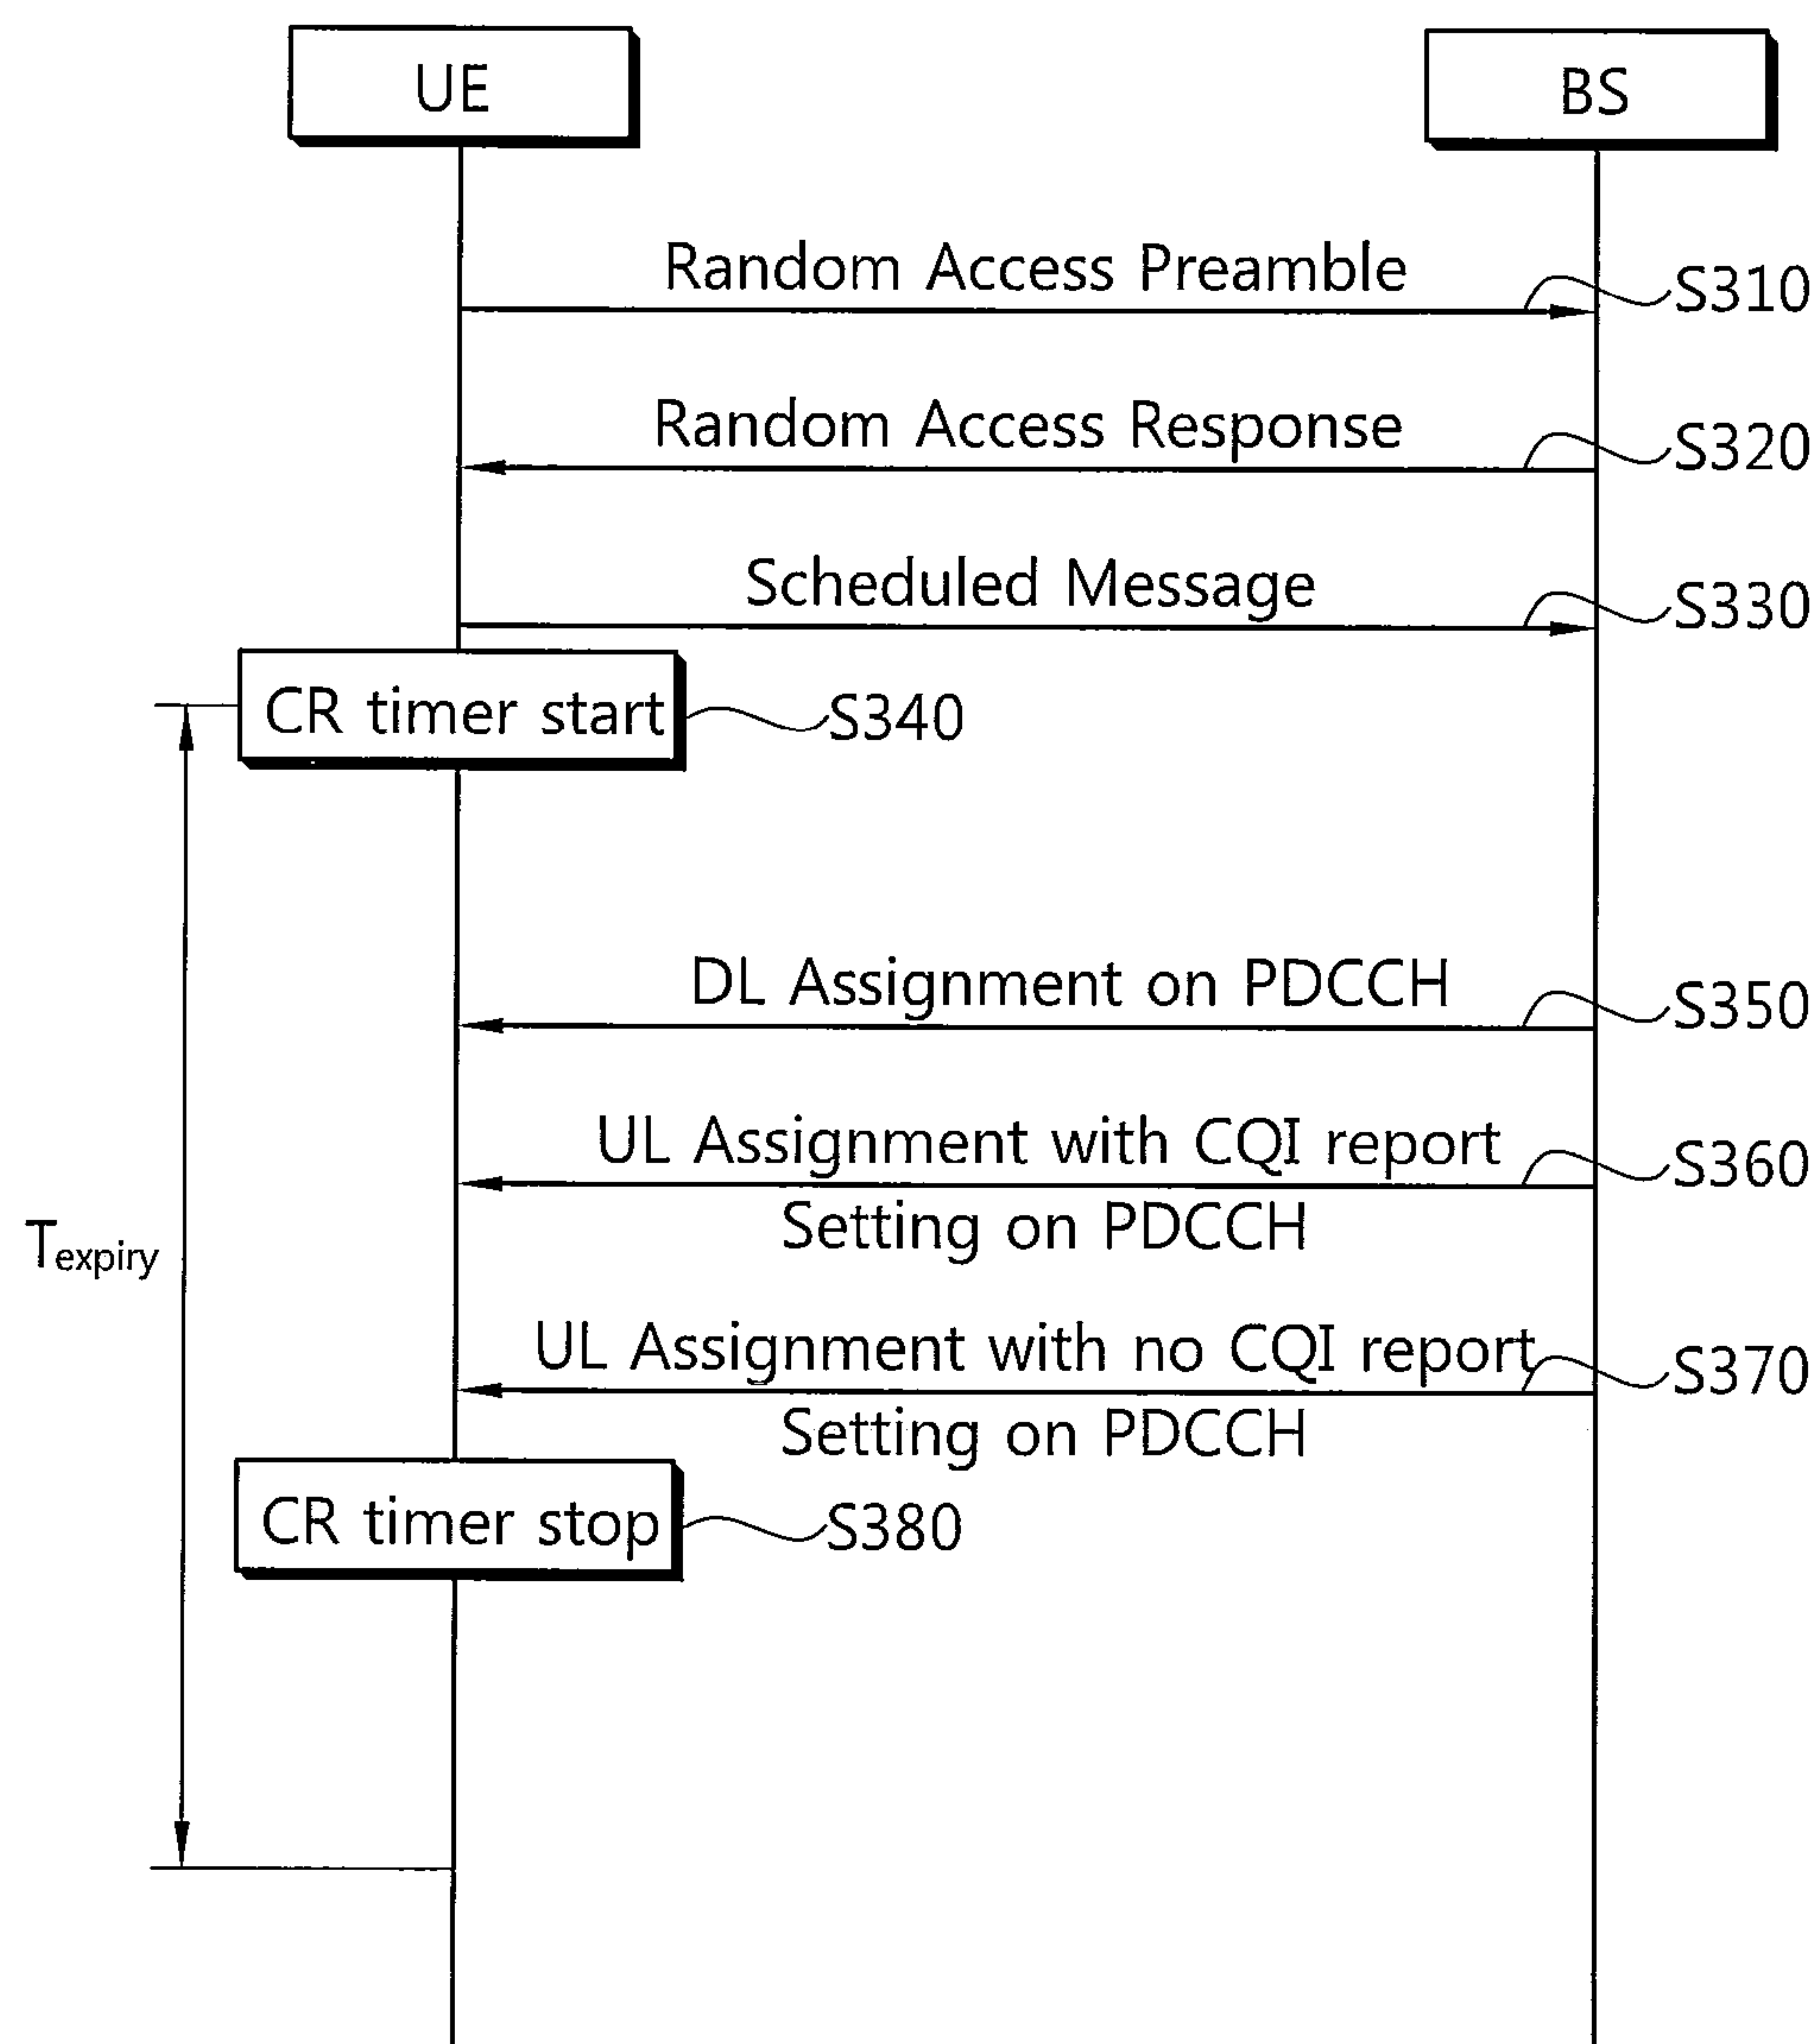 UE
BS
Random Access Preamble
S310
Random Access Response
S320
Scheduled Message
S330
CR timer start
S340
DL Assignment on PDCCH
S350
UL Assignment with CQI report
S360
Setting on PDCCH
Texpiry
UL Assignment with no CQI report
S370
Setting on PDCCH
CR timer stop
S380